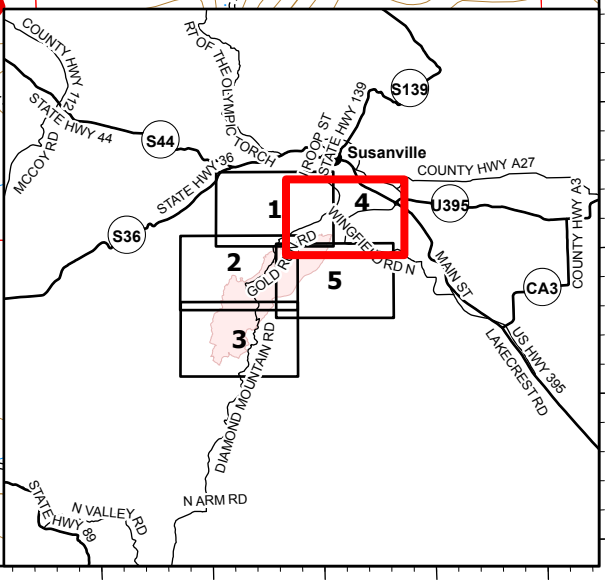 COUNTY HWY 112
RT OF THE OLYMPIC TORCH
S139
STATE HWY 139
ROOP ST
STATE HWY 44
S44
Susanville
MCCOY RD
STATE HWY 36
COUNTY HWY A27
COUNTY HWY A3
1
4
U395
S36
WINGFIELD RD N
GOLD R RD
2
5
MAIN ST
CA3
3
US HWY 395
LAKECREST RD
DIAMOND MOUNTAIN RD
STATE HWY 89
N VALLEY RD
N ARM RD